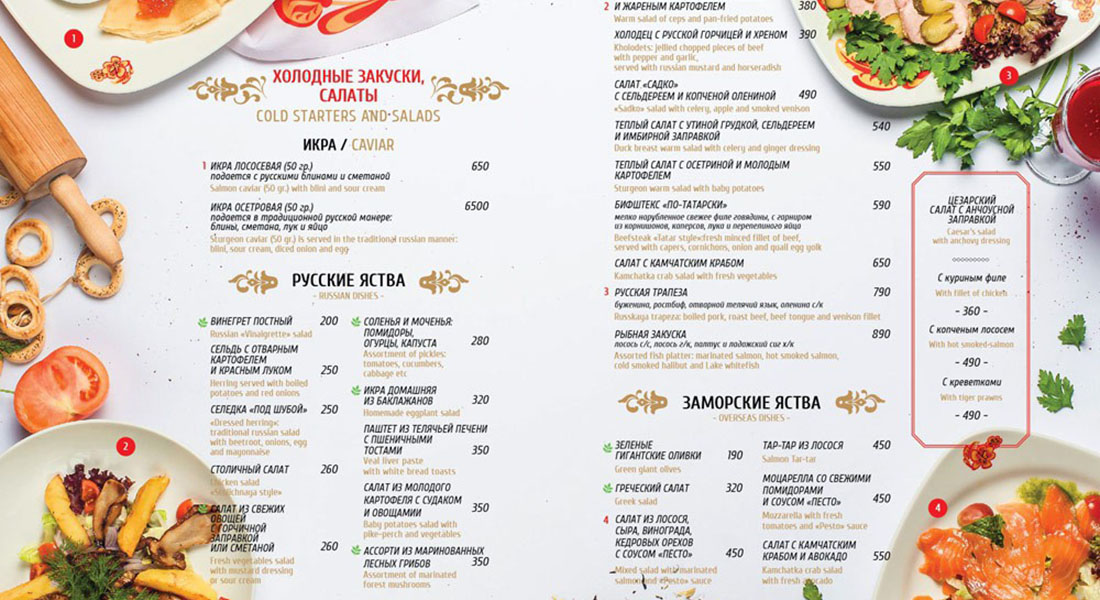 1
ХОЛОДНЫЕ ЗАКУСКИ,
САЛАТЫ
COLD STARTERS AND SALADS
ИКРА / CAVIAR
1 ИКРА ЛОСОСЕВАЯ (50 гр.) 650
подается с русскими блинами и сметаной
Salmon caviar (50 gr.) with blini and sour cream
ИКРА ОСЕТРОВАЯ (50 гр.) 6500
подается в традиционной русской манере:
блины, сметана, лук и яйцо
Sturgeon caviar (50 gr.) is served in the traditional russian manner:
blini, sour cream, diced onion and egg
РУССКИЕ ЯСТВА
- RUSSIAN DISHES -
ВИНЕГРЕТ ПОСТНЫЙ 200
Russian «Vinaigrette» salad
СЕЛЬДЬ С ОТВАРНЫМ
КАРТОФЕЛЕМ
И КРАСНЫМ ЛУКОМ 250
Herring served with boiled
potatoes and red onions
СЕЛЕДКА «ПОД ШУБОЙ» 250
«Dressed herring»:
traditional russian salad
with beetroot, onions, egg
and mayonnaise
СТОЛИЧНЫЙ САЛАТ 260
Chicken salad
«Stolichnaga style»
САЛАТ ИЗ СВЕЖИХ
ОВОЩЕЙ
С ГОРЧИЧНОЙ
ЗАПРАВКОЙ
ИЛИ СМЕТАНОЙ 260
Fresh vegetables salad
with mustard dressing
or sour cream
2
СОЛЕНЬЯ И МОЧЕНЬЯ:
ПОМИДОРЫ,
ОГУРЦЫ, КАПУСТА 280
Assortment of pickles:
tomatoes, cucumbers,
cabbage etc
ИКРА ДОМАШНЯЯ
ИЗ БАКЛАЖАНОВ 320
Homemade eggplant salad
ПАШТЕТ ИЗ ТЕЛЯЧЬЕЙ ПЕЧЕНИ
С ПШЕНИЧНЫМИ
ТОСТАМИ 350
Veal liver paste
with white bread toasts
САЛАТ ИЗ МОЛОДОГО
КАРТОФЕЛЯ С СУДАКОМ
И ОВОЩАМИ 350
Baby potatoes salad with
pike-perch and vegetables
АССОРТИ ИЗ МАРИНОВАННЫХ
ЛЕСНЫХ ГРИБОВ 350
Assortment of marinated
forest mushrooms
2 И ЖАРЕНЫМ КАРТОФЕЛЕМ 380
Warm salad of ceps and pan-fried potatoes
ХОЛОДЕЦ С РУССКОЙ ГОРЧИЦЕЙ И ХРЕНОМ 390
Kholodets: jellied chopped pieces of beef
with pepper and garlic,
served with russian mustard and horseradish
САЛАТ «САДКО»
С СЕЛЬДЕРЕЕМ И КОПЧЕНОЙ ОЛЕНИНОЙ 490
«Sadko» salad with celery, apple and smoked venison
ТЕПЛЫЙ САЛАТ С УТИНОЙ ГРУДКОЙ, СЕЛЬДЕРЕЕМ 540
И ИМБИРНОЙ ЗАПРАВКОЙ
Duck breast warm salad with celery and ginger dressing
ТЕПЛЫЙ САЛАТ С ОСЕТРИНОЙ И МОЛОДЫМ 550
КАРТОФЕЛЕМ
Sturgeon warm salad with baby potatoes
БИФШТЕКС «ПО-ТАТАРСКИ» 590
мелко нарубленное свежее филе говядины, с гарниром
из корнишонов, каперсов, лука и перепелиного яйца
Beefsteak «Tatar style»:fresh minced fillet of beef,
served with capers, cornichons, onion and quail egg yolk
САЛАТ С КАМЧАТСКИМ КРАБОМ 650
Kamchatka crab salad with fresh vegetables
3 РУССКАЯ ТРАПЕЗА 790
буженина, ростбиф, отварной телячий язык, оленина с/к
Russkaya trapeza: boiled pork, roast beef, beef tongue and venison fillet
РЫБНАЯ ЗАКУСКА 890
лосось с/с, лосось г/к, палтус и ладожский сиг х/к
Assorted fish platter: marinated salmon, hot smoked salmon,
cold smoked halibut and Lake whitefish
ЗАМОРСКИЕ ЯСТВА
- OVERSEAS DISHES -
ЗЕЛЕНЫЕ
ГИГАНТСКИЕ ОЛИВКИ 190
Green giant olives
ГРЕЧЕСКИЙ САЛАТ 320
Greek salad
4 САЛАТ ИЗ ЛОСОСЯ,
СЫРА, ВИНОГРАДА,
КЕДРОВЫХ ОРЕХОВ
С СОУСОМ «ПЕСТО» 450
Mixed salad with marinated
salmon and «Pesto» sauce
ТАР-ТАР ИЗ ЛОСОСЯ 450
Salmon Tar-tar
МОЦАРЕЛЛА СО СВЕЖИМИ
ПОМИДОРАМИ
И СОУСОМ «ПЕСТО» 450
Mozzarella with fresh
tomatoes and «Pesto» sauce
САЛАТ С КАМЧАТСКИМ
КРАБОМ И АВОКАДО 550
Kamchatka crab salad
with fresh avocado
3
ЦЕЗАРСКИЙ
САЛАТ С АНЧОУСНОЙ
ЗАПРАВКОЙ
Caesar's salad
with anchovy dressing
С куриным филе
With fillet of chicken
- 360 -
С копченым лососем
With hot smoked-salmon
- 490 -
С креветками
With tiger prawns
- 490 -
4